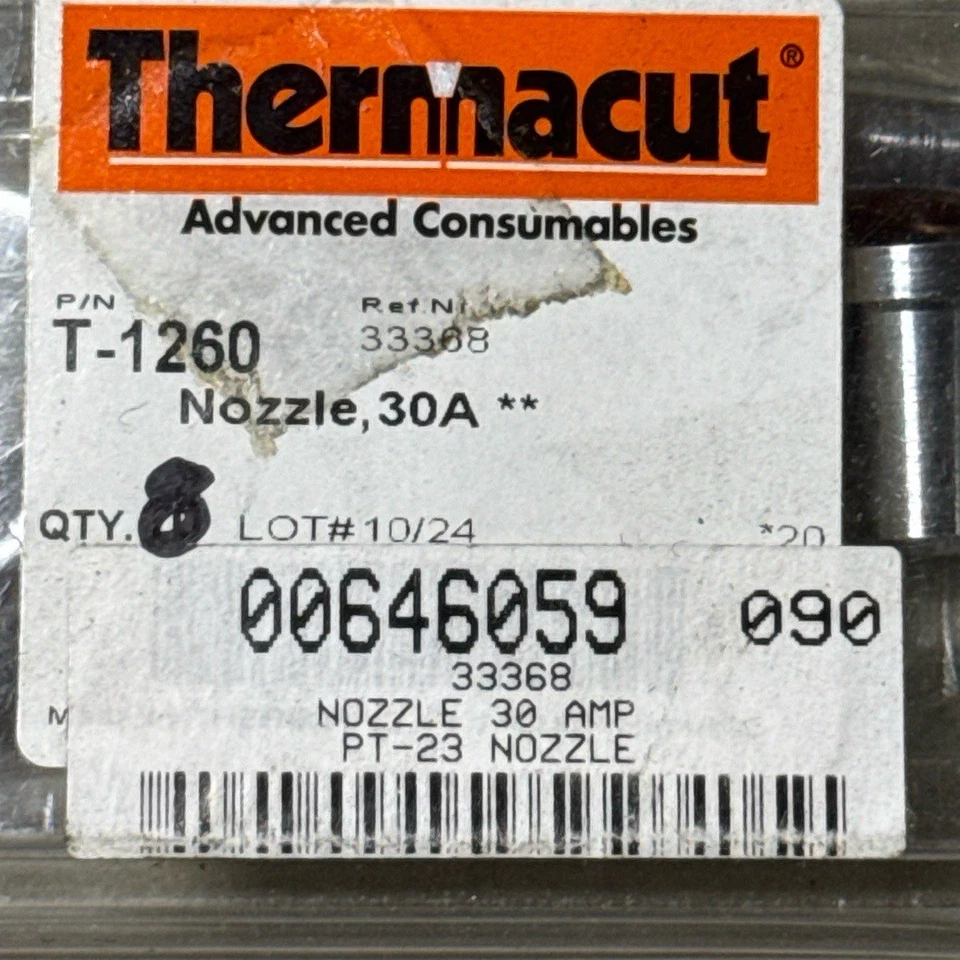 Thermacut®
Advanced Consumables
P/N Ref.Nr
T-1260 33368
Nozzle,30A **
QTY. 8 LOT# 10/24 *20
00646059 090
33368
NOZZLE 30 AMP
PT-23 NOZZLE